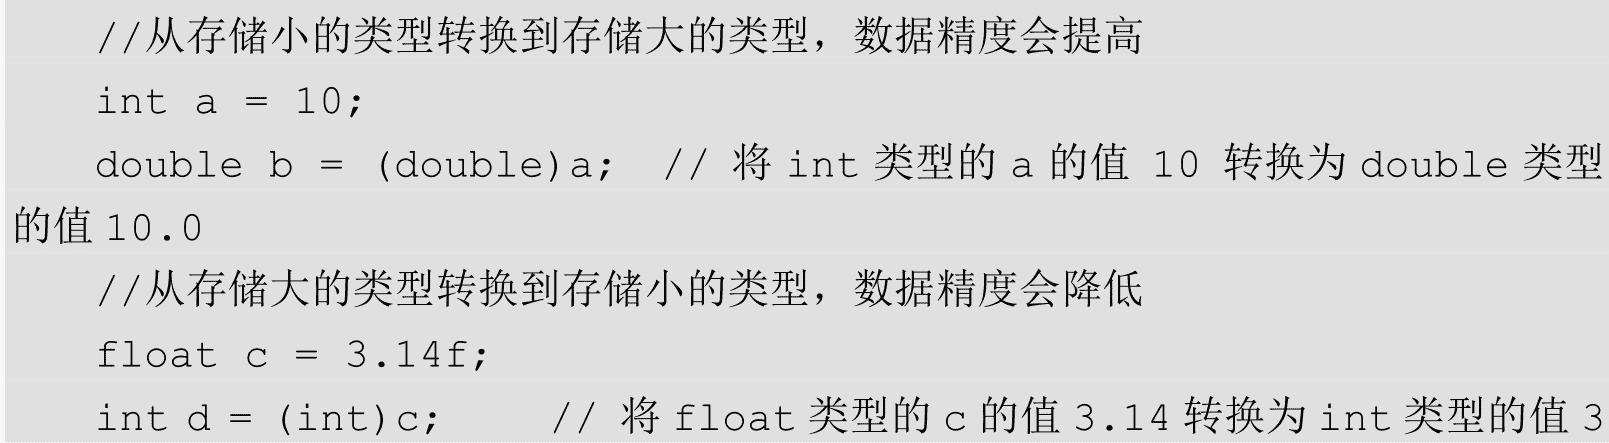 //从存储小的类型转换到存储大的类型，数据精度会提高
int a = 10;
double b = (double)a;  // 将 int 类型的 a 的值 10 转换为 double 类型
的值 10.0
//从存储大的类型转换到存储小的类型，数据精度会降低
float c = 3.14f;
int d = (int)c;    // 将 float 类型的 c 的值 3.14 转换为 int 类型的值 3